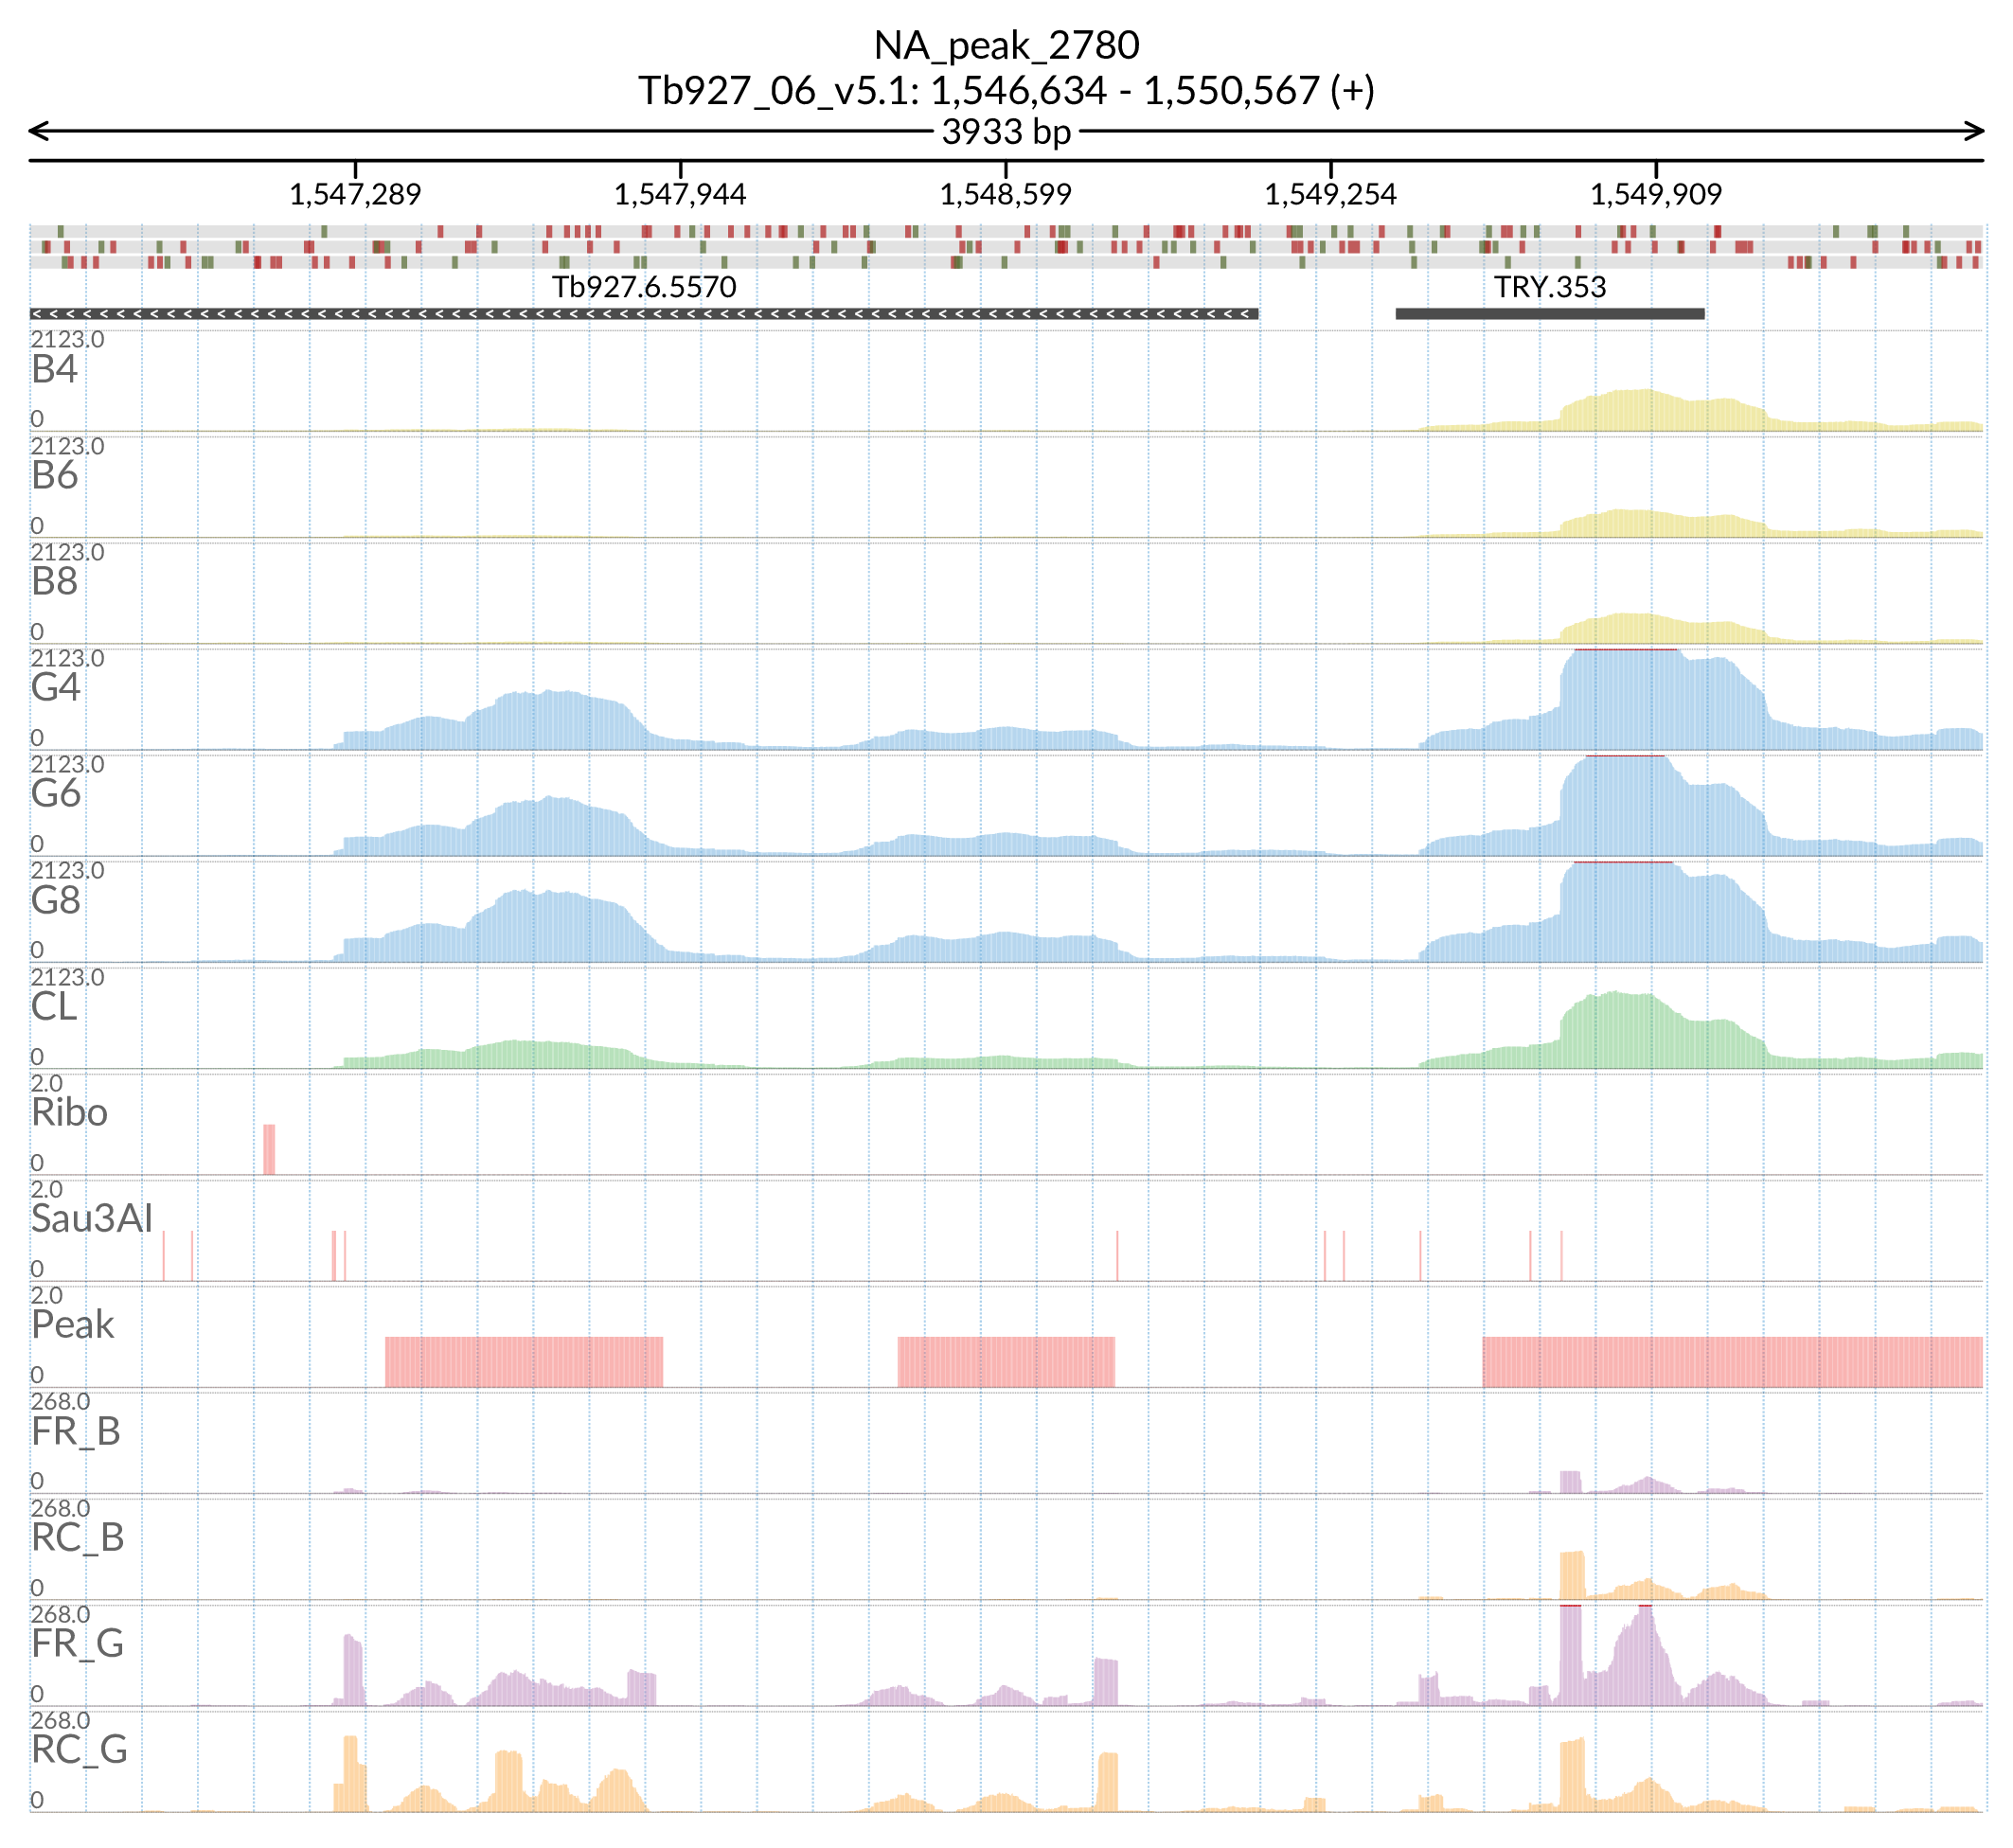 NA_peak_2780
Tb927_06_v5.1: 1,546,634 - 1,550,567 (+)
3933 bp
1,547,289 1,547,944 1,548,599 1,549,254 1,549,909
Tb927.6.5570 TRY.353
2123.0
B4
0
2123.0
B6
0
2123.0
B8
0
2123.0
G4
0
2123.0
G6
0
2123.0
G8
0
2123.0
CL
0
2.0
Ribo
0
2.0
Sau3AI
0
2.0
Peak
0
268.0
FR_B
0
268.0
RC_B
0
268.0
FR_G
0
268.0
RC_G
0